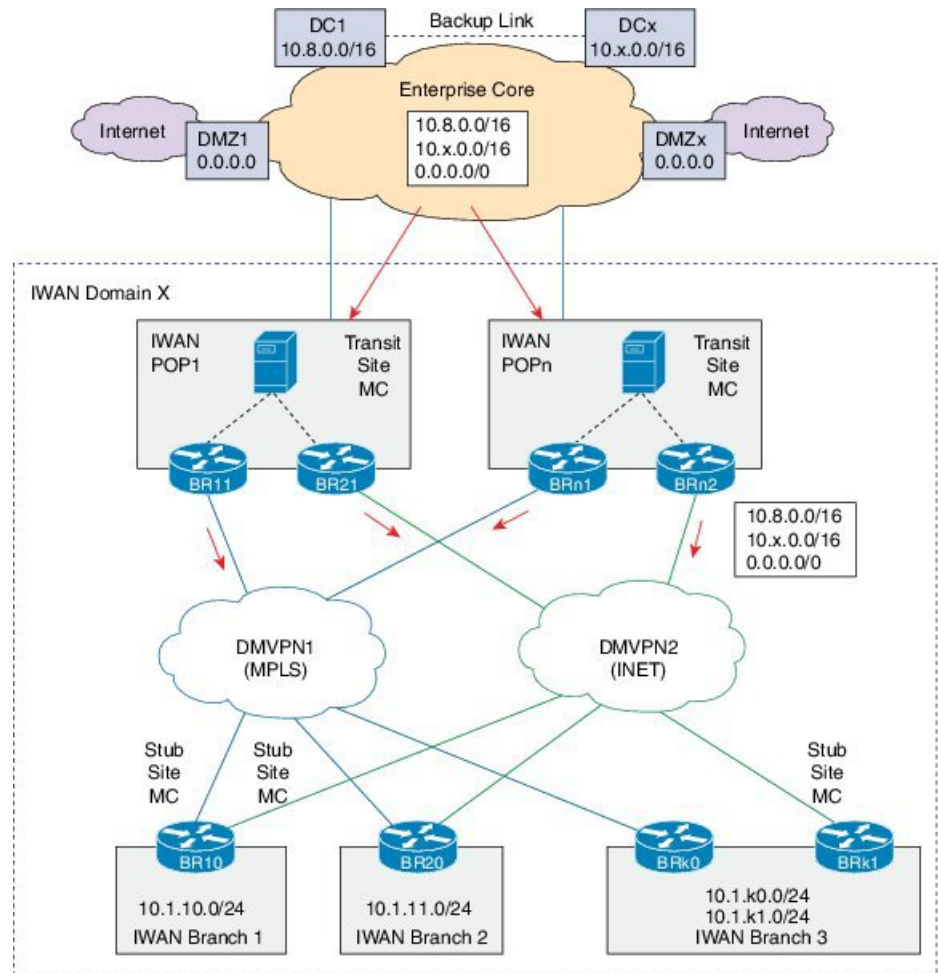 DC1
10.8.0.0/16
Backup Link
DCx
10.x.0.0/16
Enterprise Core
10.8.0.0/16
10.x.0.0/16
0.0.0.0/0
Internet
DMZ1
0.0.0.0
DMZx
0.0.0.0
Internet
IWAN Domain X
IWAN
POP1
Transit
Site
MC
BR11
BR21
IWAN
POPn
Transit
Site
MC
BRn1
BRn2
10.8.0.0/16
10.x.0.0/16
0.0.0.0/0
DMVPN1
(MPLS)
DMVPN2
(INET)
Stub
Site
MC
Stub
Site
MC
Stub
Site
MC
BR10
10.1.10.0/24
IWAN Branch 1
BR20
10.1.11.0/24
IWAN Branch 2
BRk0
BRk1
10.1.k0.0/24
10.1.k1.0/24
IWAN Branch 3